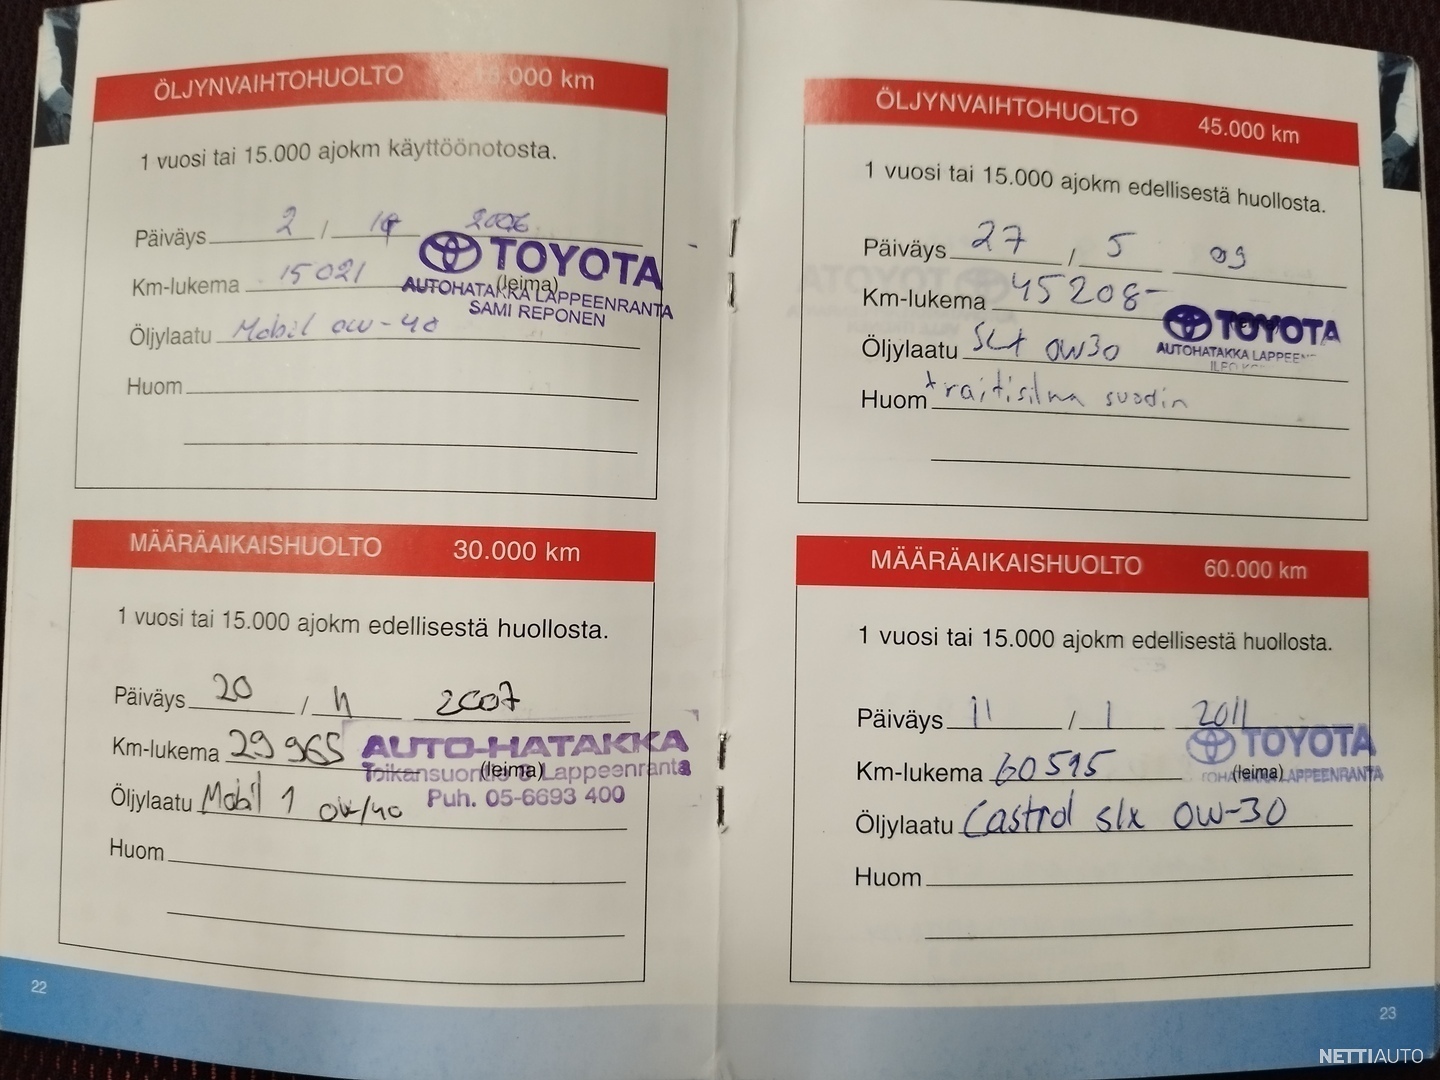 ÖLJYNVAIHTOHUOLTO 15.000 km
1 vuosi tai 15.000 ajokm käyttöönotosta.
Päiväys 2 / 2006
TOYOTA
Km-lukema 15021 (leima)
AUTOHATAKKA LAPPEENRANTA
SAMI REPONEN
Öljylaatu Mobil 0W-40
Huom
MÄÄRÄAIKAISHUOLTO 30.000 km
1 vuosi tai 15.000 ajokm edellisestä huollosta.
Päiväys 20 / 11 2007
Km-lukema 29965 AUTO-HATAKKA
(leima) Lappeenranta
Öljylaatu Mobil 1 0W/40 Puh. 05-6693 400
Huom
22
ÖLJYNVAIHTOHUOLTO 45.000 km
1 vuosi tai 15.000 ajokm edellisestä huollosta.
Päiväys 27 / 5 09
Km-lukema 45208-
TOYOTA
Öljylaatu SLX 0W30 AUTOHATAKKA LAPPEEN
Huom + raitisilma suodin
MÄÄRÄAIKAISHUOLTO 60.000 km
1 vuosi tai 15.000 ajokm edellisestä huollosta.
Päiväys 11 / 1 2011
TOYOTA
Km-lukema 60515 (leima) LAPPEENRANTA
Öljylaatu Castrol slx 0W-30
Huom
23
NETTIAUTO